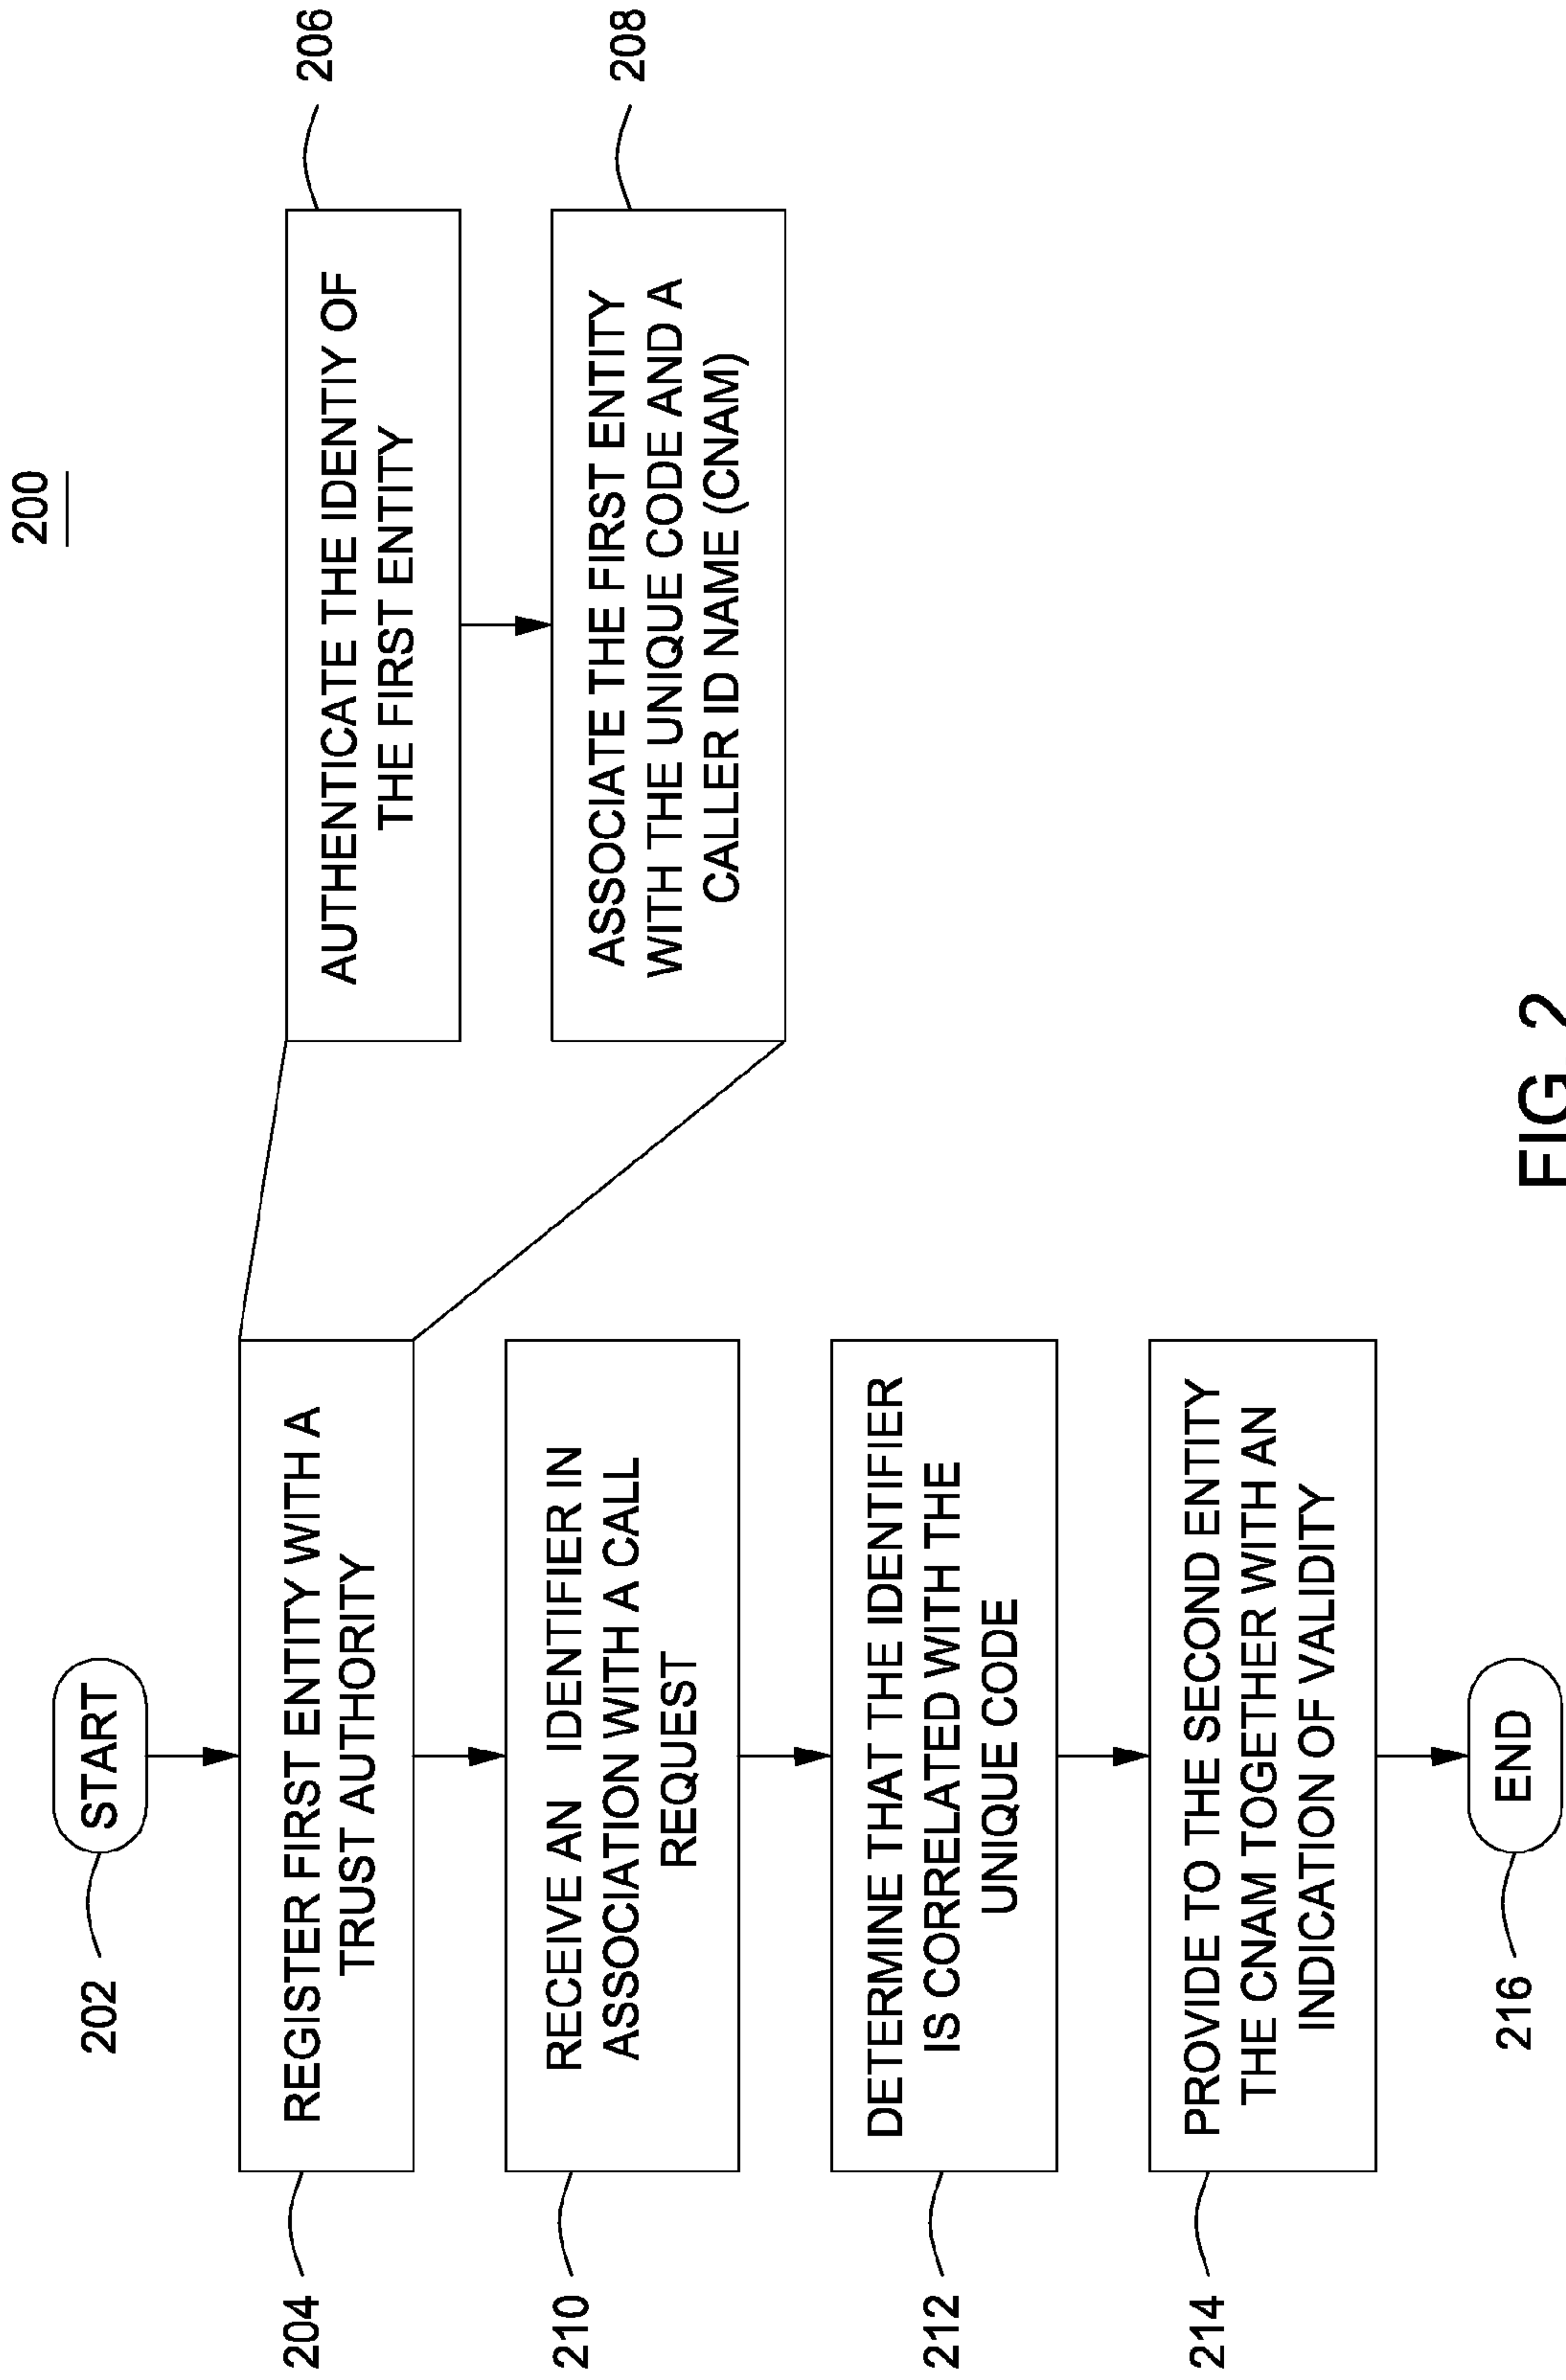 200
START
202
REGISTER FIRST ENTITY WITH A
TRUST AUTHORITY
204
AUTHENTICATE THE IDENTIY OF
THE FIRST ENTITY
206
ASSOCIATE THE FIRST ENTITY
WITH THE UNIQUE CODE AND A
CALLER ID NAME (CNAM)
208
RECEIVE AN IDENTIFIER IN
ASSOCIATION WITH A CALL
REQUEST
210
DETERMINE THAT THE IDENTIFIER
IS CORRELATED WITH THE
UNIQUE CODE
212
PROVIDE TO THE SECOND ENTITY
THE CNAM TOGETHER WITH AN
INDICATION OF VALIDITY
214
END
216
FIG. 2